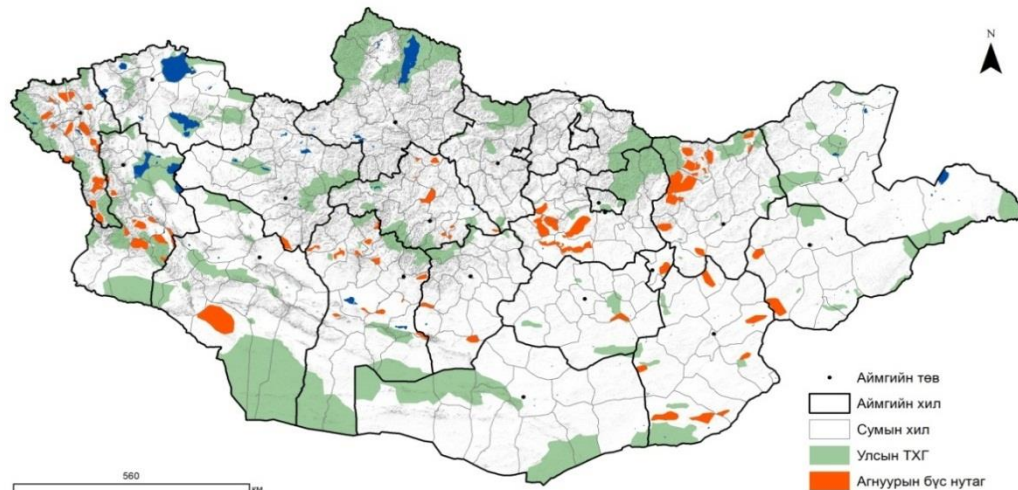 N
Аймгийн төв
Аймгийн хил
Сумын хил
Улсын ТХГ
Агнуурын бүс нутаг
560
км